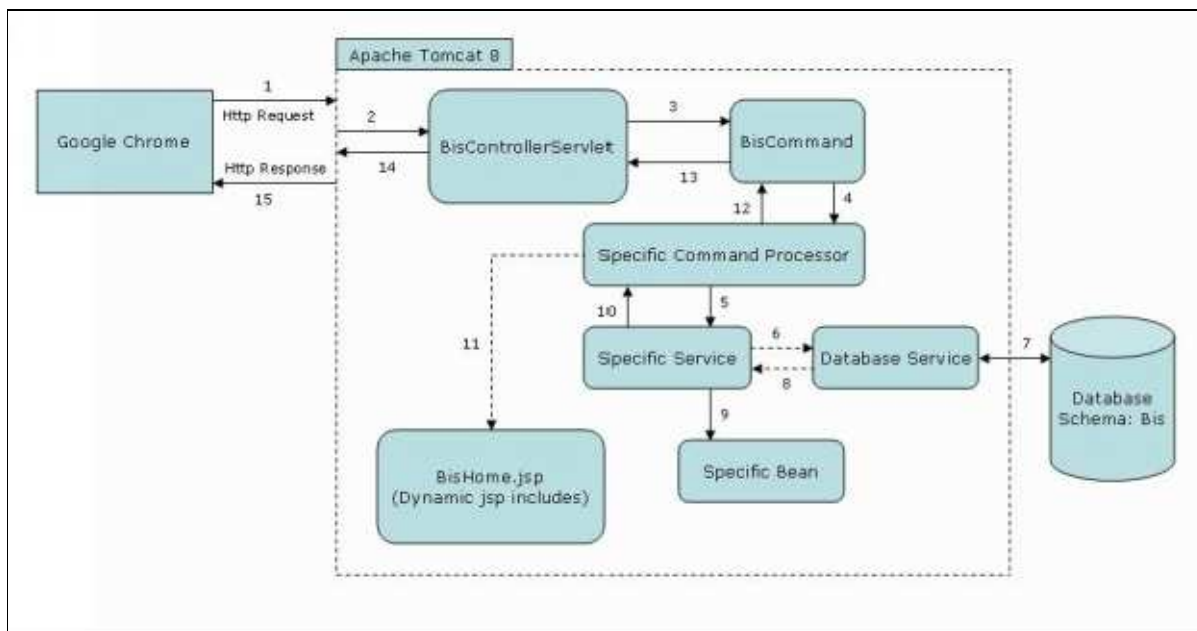 Apache Tomcat 8
1
Http Request
Google Chrome
Http Response
15
2
14
BisControllerServlet
3
13
BisCommand
12
4
Specific Command Processor
10
5
11
Specific Service
6
8
Database Service
7
Database
Schema: Bis
9
Specific Bean
BisHome.jsp
(Dynamic jsp includes)